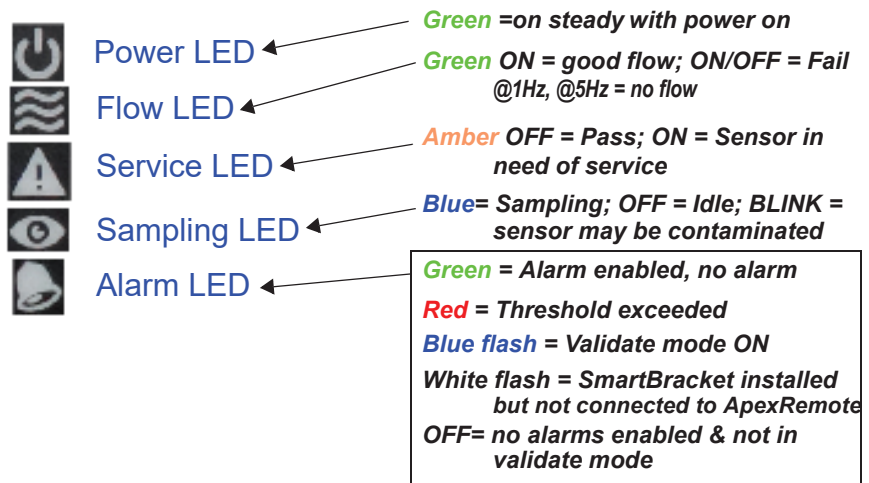 Green =on steady with power on
Power LED
Green ON = good flow; ON/OFF = Fail
@1Hz, @5Hz = no flow
Flow LED
Amber OFF = Pass; ON = Sensor in
need of service
Service LED
Blue= Sampling; OFF = Idle; BLINK =
sensor may be contaminated
Sampling LED
Alarm LED
Green = Alarm enabled, no alarm
Red = Threshold exceeded
Blue flash = Validate mode ON
White flash = SmartBracket installed
but not connected to ApexRemote
OFF= no alarms enabled & not in
validate mode